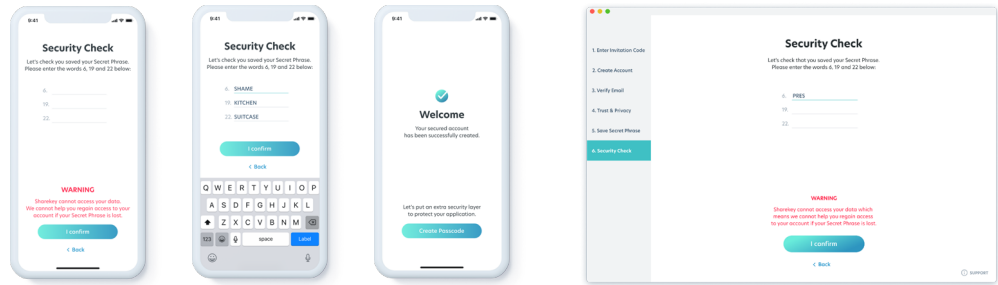 9:41
Security Check
Let's check you saved your Secret Phrase.
Please enter the words 6, 19 and 22 below:
6.
19.
22.
WARNING
Sharekey cannot access your data.
We cannot help you regain access to your
account if your Secret Phrase is lost.
I confirm
< Back
9:41
Security Check
Let's check you saved your Secret Phrase.
Please enter the words 6, 19 and 22 below:
6. SHAME
19. KITCHEN
22. SUITCASE
I confirm
< Back
Q W E R T Y U I O P
A S D F G H J K L
Z X C V B N M
123 space Label
9:41
Welcome
Your secured account
has been successfully created.
Let's put an extra security layer
to protect your application.
Create Passcode
1. Enter Invitation Code
2. Create Account
3. Verify Email
4. Trust & Privacy
5. Save Secret Phrase
6. Security Check
Security Check
Let's check that you saved your Secret Phrase.
Please enter the words 6, 19 and 22 below:
6. PRES
19.
22.
WARNING
Sharekey cannot access your data which
means we cannot help you regain access
to your account if your Secret Phrase is lost.
I confirm
< Back
SUPPORT